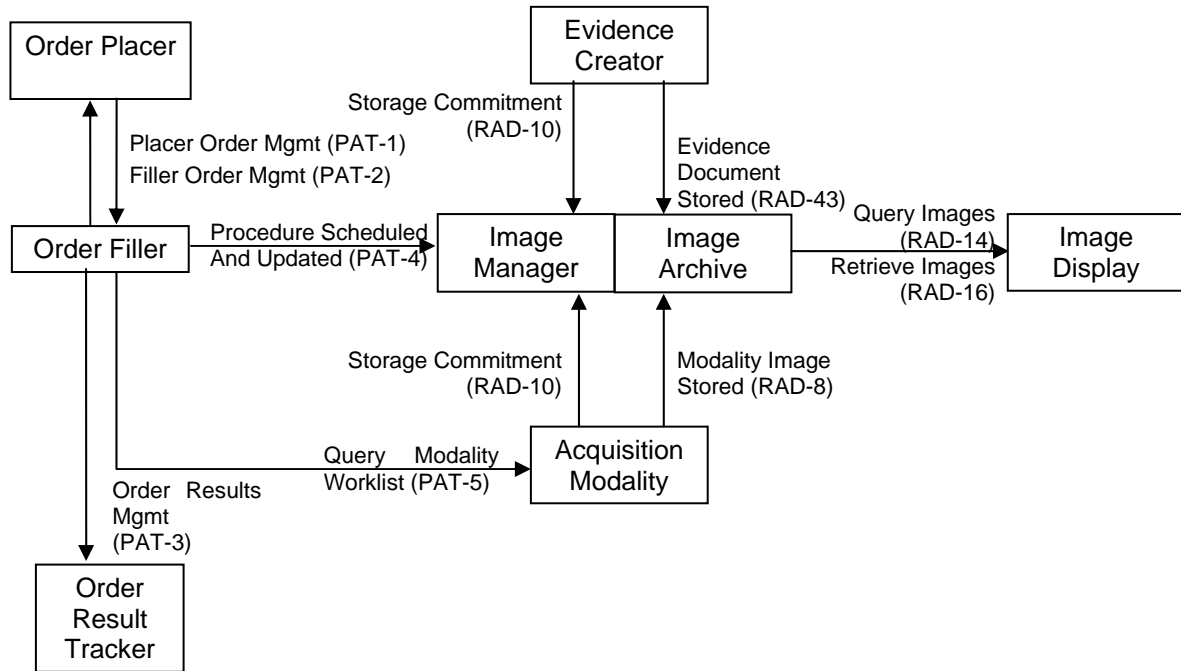 Order Placer
Evidence
Creator
Storage Commitment
(RAD-10)
Placer Order Mgmt (PAT-1)
Filler Order Mgmt (PAT-2)
Evidence
Document
Stored (RAD-43)
Order Filler
Procedure Scheduled
And Updated (PAT-4)
Image
Manager
Image
Archive
Query Images
(RAD-14)
Retrieve Images
(RAD-16)
Image
Display
Storage Commitment
(RAD-10)
Modality Image
Stored (RAD-8)
Query Modality
Worklist (PAT-5)
Acquisition
Modality
Order Results
Mgmt
(PAT-3)
Order
Result
Tracker